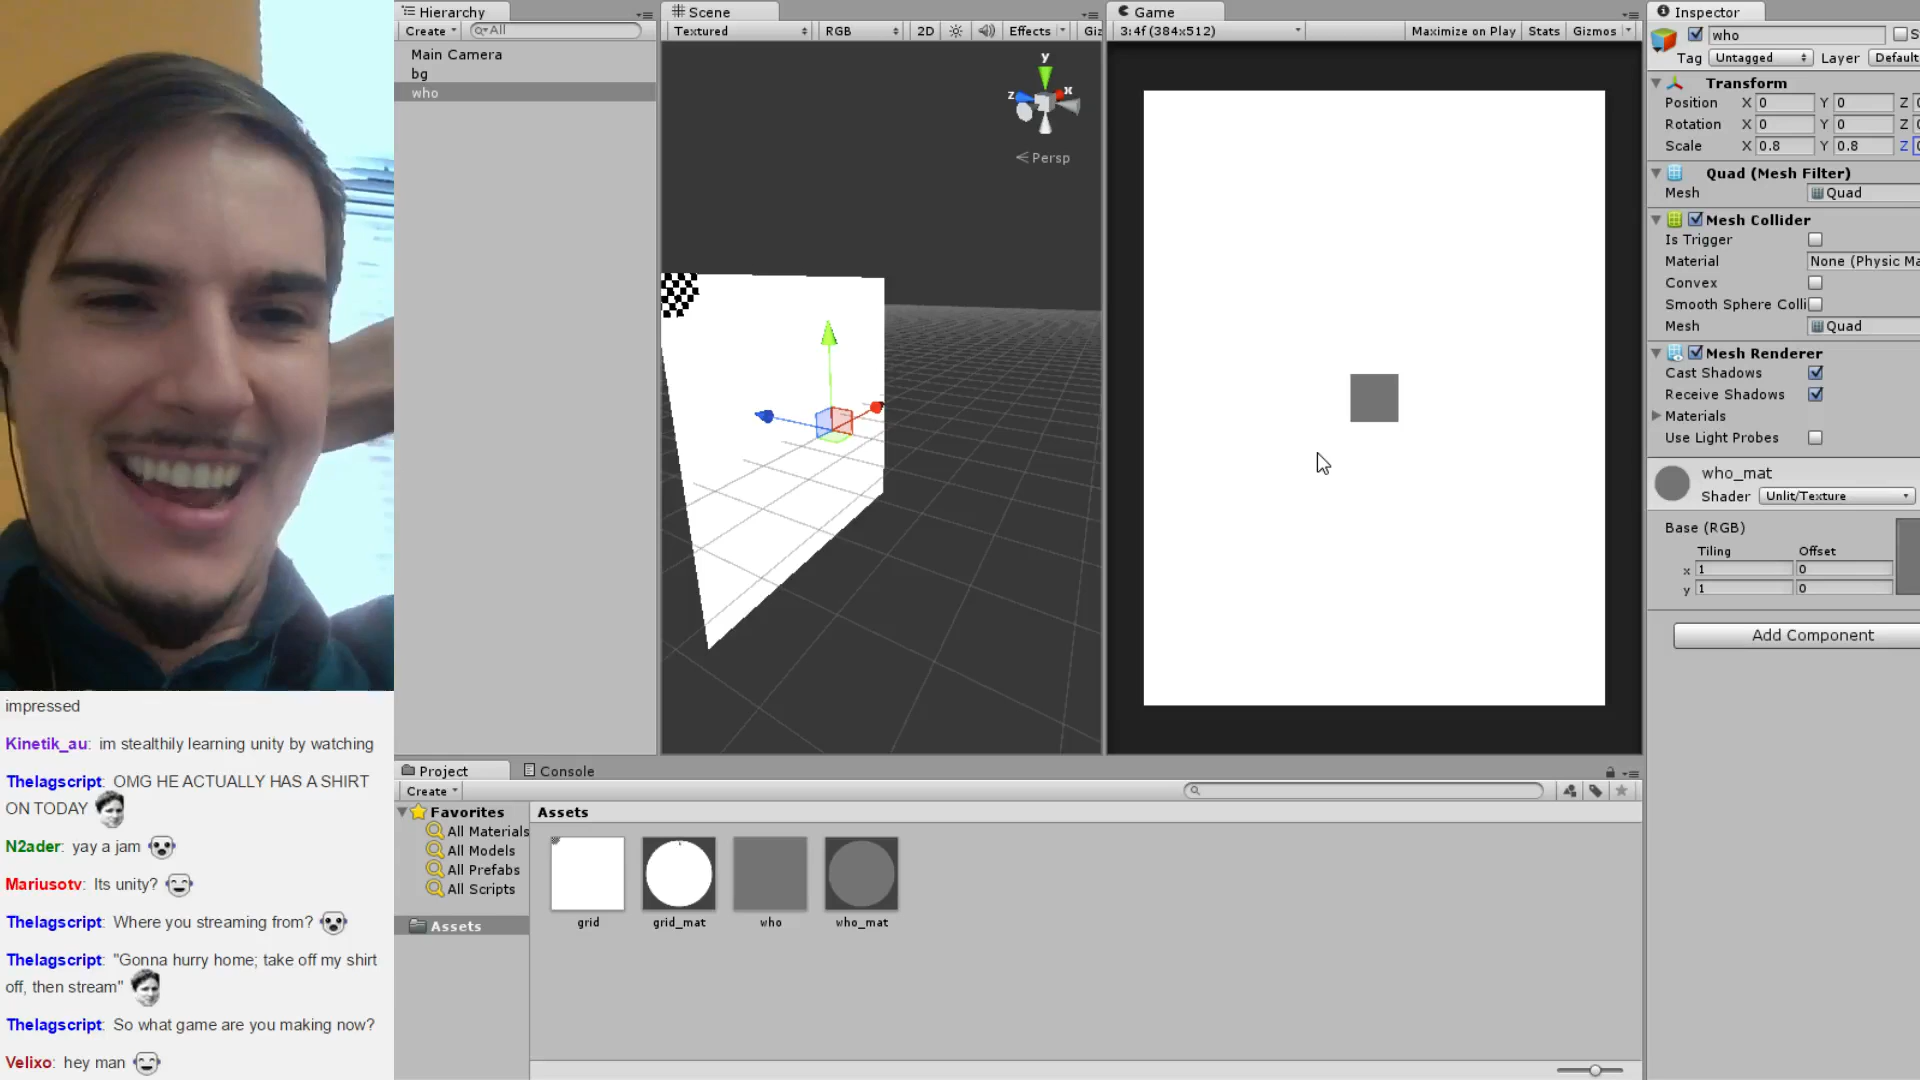 Hierarchy
Create
All
Main Camera
bg
who
Scene
Textured
RGB
2D
Effects
Giz
y
x
z
Persp
Game
3:4f (384x512)
Maximize on Play
Stats
Gizmos
Inspector
who
S
Tag Untagged Layer Default
Transform
Position X 0 Y 0 Z 0
Rotation X 0 Y 0 Z 0
Scale X 0.8 Y 0.8 Z 0
Quad (Mesh Filter)
Mesh Quad
Mesh Collider
Is Trigger
Material None (Physic Ma
Convex
Smooth Sphere Colli
Mesh Quad
Mesh Renderer
Cast Shadows
Receive Shadows
Materials
Use Light Probes
who_mat
Shader Unlit/Texture
Base (RGB)
Tiling Offset
x 1 0
y 1 0
Add Component
impressed
Kinetik_au: im stealthily learning unity by watching
Thelagscript: OMG HE ACTUALLY HAS A SHIRT
ON TODAY
N2ader: yay a jam
Mariusotv: Its unity?
Thelagscript: Where you streaming from?
Thelagscript: "Gonna hurry home; take off my shirt
off, then stream"
Thelagscript: So what game are you making now?
Velixo: hey man
Project
Console
Create
Favorites
All Materials
All Models
All Prefabs
All Scripts
Assets
Assets
grid
grid_mat
who
who_mat